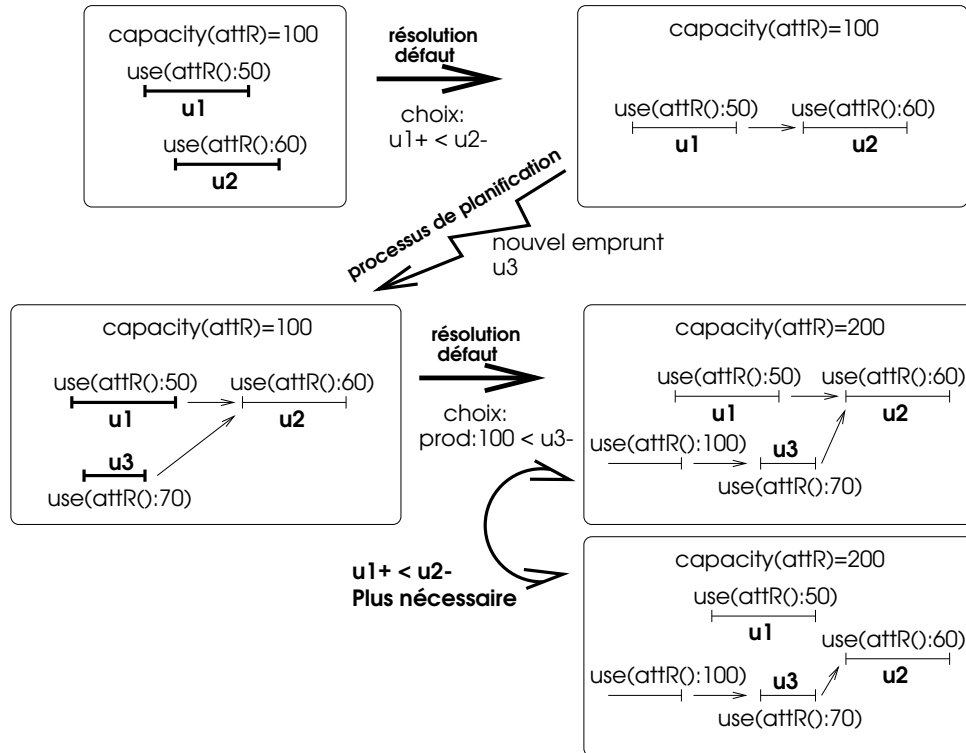 capacity(attR)=100
use(attR():50)
u1
use(attR():60)
u2
résolution
défaut
choix:
u1+ < u2-
capacity(attR)=100
use(attR():50)
u1
use(attR():60)
u2
processus de planification
nouvel emprunt
u3
capacity(attR)=100
use(attR():50)
u1
use(attR():60)
u2
u3
use(attR():70)
résolution
défaut
choix:
prod:100 < u3-
capacity(attR)=200
use(attR():50)
u1
use(attR():60)
u2
use(attR():100)
u3
use(attR():70)
u1+ < u2-
Plus nécessaire
capacity(attR)=200
use(attR():50)
u1
use(attR():60)
u2
use(attR():100)
u3
use(attR():70)